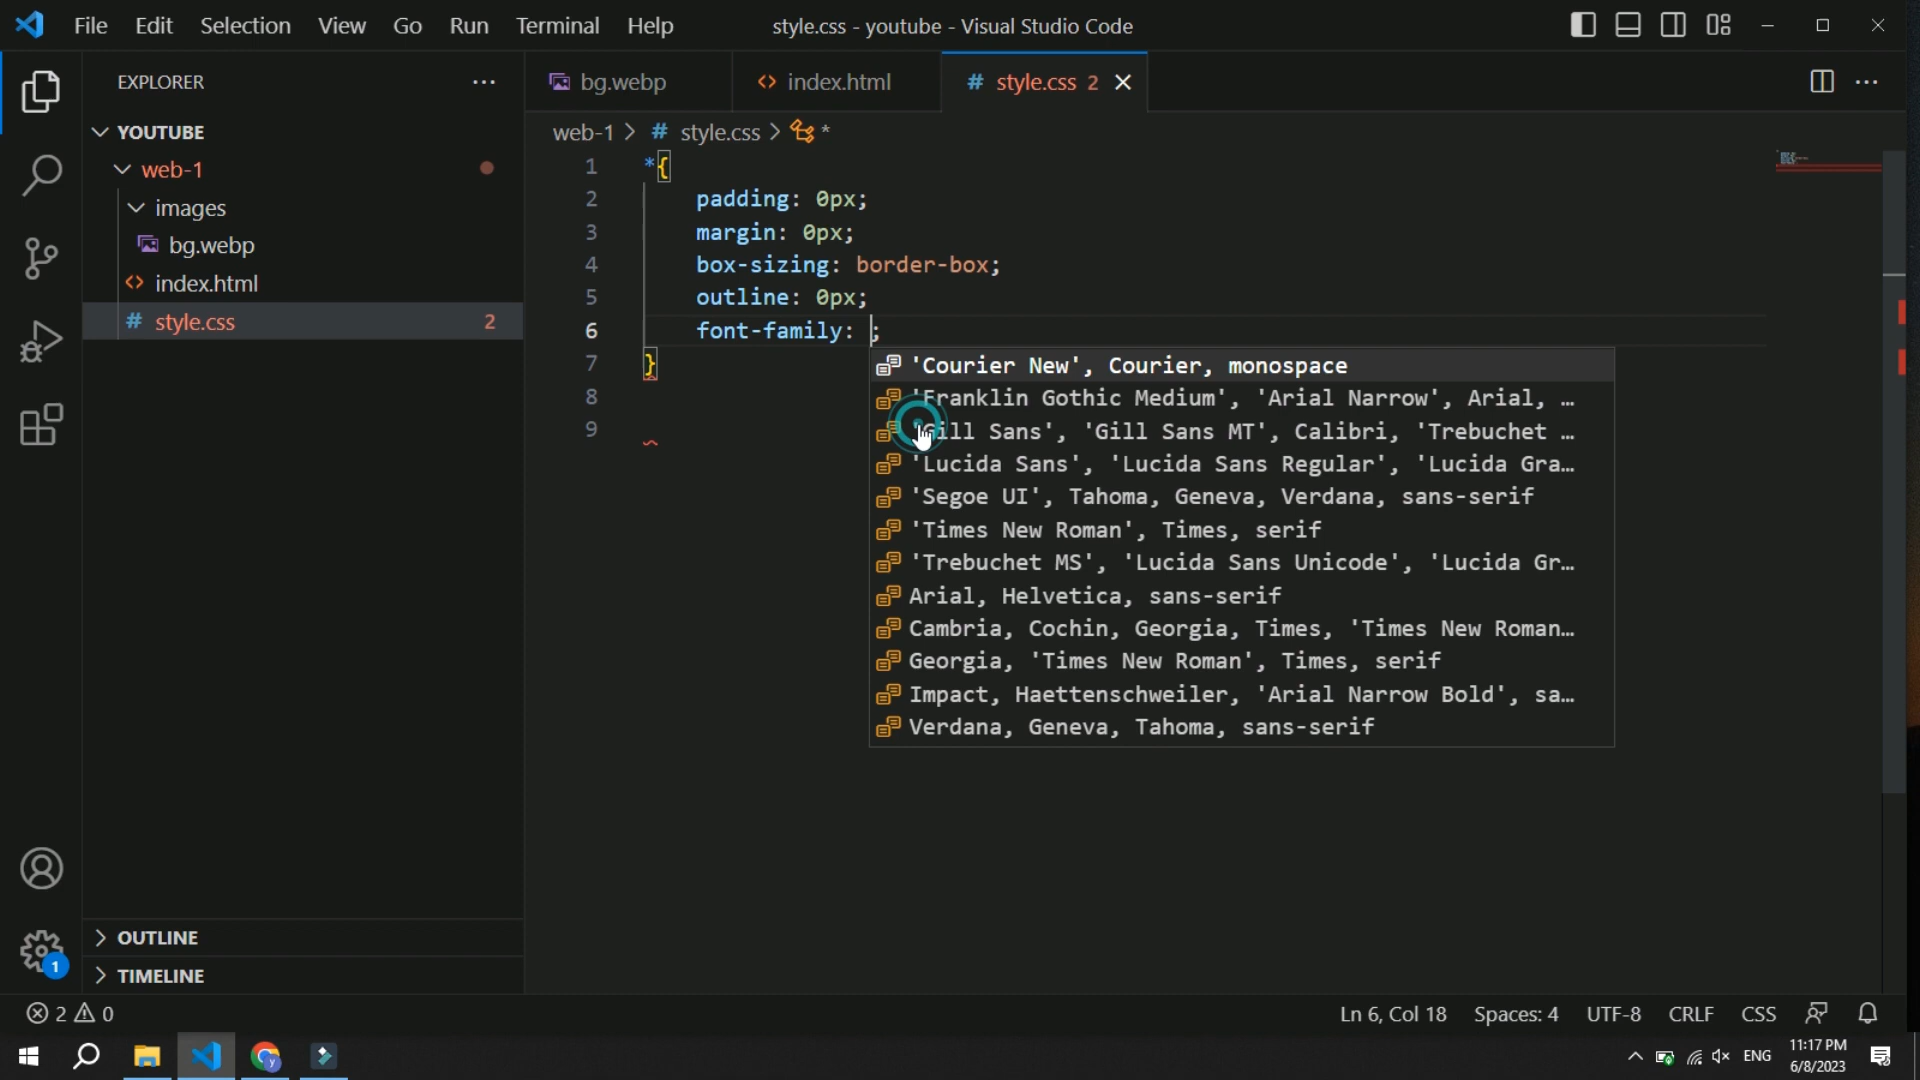 File Edit Selection View Go Run Terminal Help style.css - youtube - Visual Studio Code
EXPLORER
YOUTUBE
web-1
images
bg.webp
index.html
style.css 2
OUTLINE
TIMELINE
bg.webp index.html style.css 2
web-1 > # style.css > *
1 *{
2 padding: 0px;
3 margin: 0px;
4 box-sizing: border-box;
5 outline: 0px;
6 font-family: ;
7 }
8
9
'Courier New', Courier, monospace
'Franklin Gothic Medium', 'Arial Narrow', Arial, …
'Gill Sans', 'Gill Sans MT', Calibri, 'Trebuchet …
'Lucida Sans', 'Lucida Sans Regular', 'Lucida Gra…
'Segoe UI', Tahoma, Geneva, Verdana, sans-serif
'Times New Roman', Times, serif
'Trebuchet MS', 'Lucida Sans Unicode', 'Lucida Gr…
Arial, Helvetica, sans-serif
Cambria, Cochin, Georgia, Times, 'Times New Roman…
Georgia, 'Times New Roman', Times, serif
Impact, Haettenschweiler, 'Arial Narrow Bold', sa…
Verdana, Geneva, Tahoma, sans-serif
1
2 0 Ln 6, Col 18 Spaces: 4 UTF-8 CRLF CSS
y ENG 11:17 PM
6/8/2023